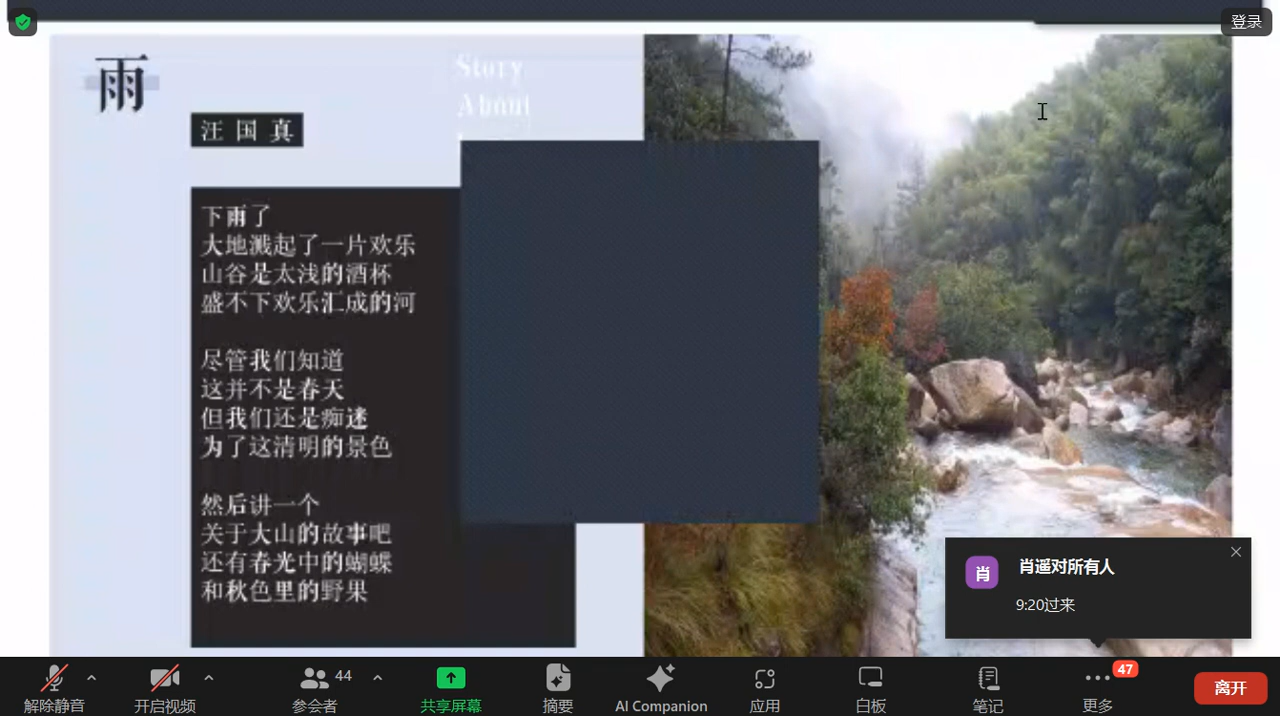 登录
雨
Story
About
汪国真
下雨了
大地溅起了一片欢乐
山谷是太浅的酒杯
盛不下欢乐汇成的河
尽管我们知道
这并不是春天
但我们还是痴迷
为了这清明的景色
然后讲一个
关于大山的故事吧
还有春光中的蝴蝶
和秋色里的野果
肖
肖遥对所有人
9:20过来
解除静音
开启视频
44
参会者
共享屏幕
摘要
AI Companion
应用
白板
笔记
47
更多
离开